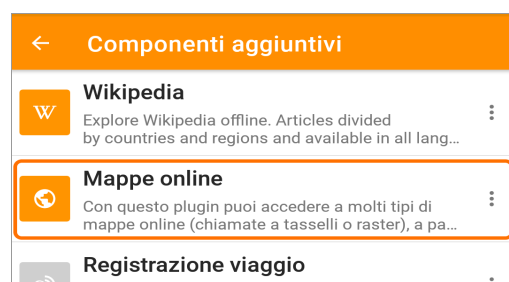 Componenti aggiuntivi
W
Wikipedia
Explore Wikipedia offline. Articles divided
by countries and regions and available in all lang...
Mappe online
Con questo plugin puoi accedere a molti tipi di
mappe online (chiamate a tasselli o raster), a pa...
Registrazione viaggio